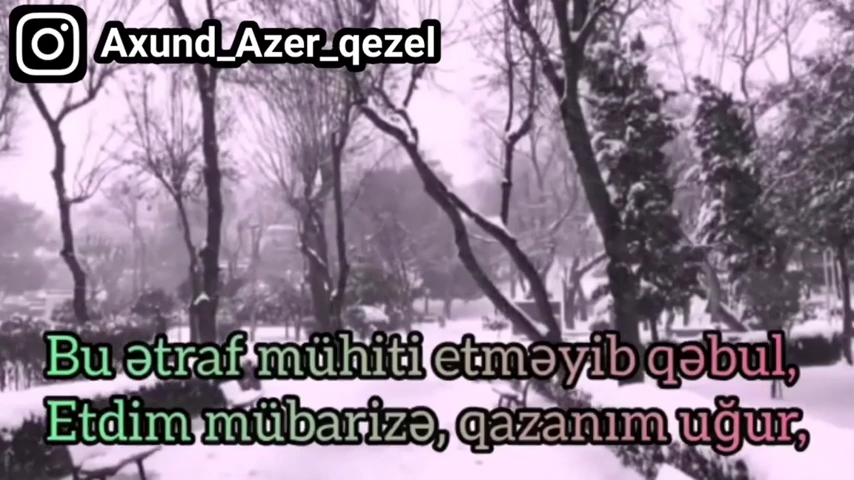 Axund_Azer_qezel
Bu ətraf mühiti etməyib qəbul,
Etdim mübarizə, qazanım uğur,